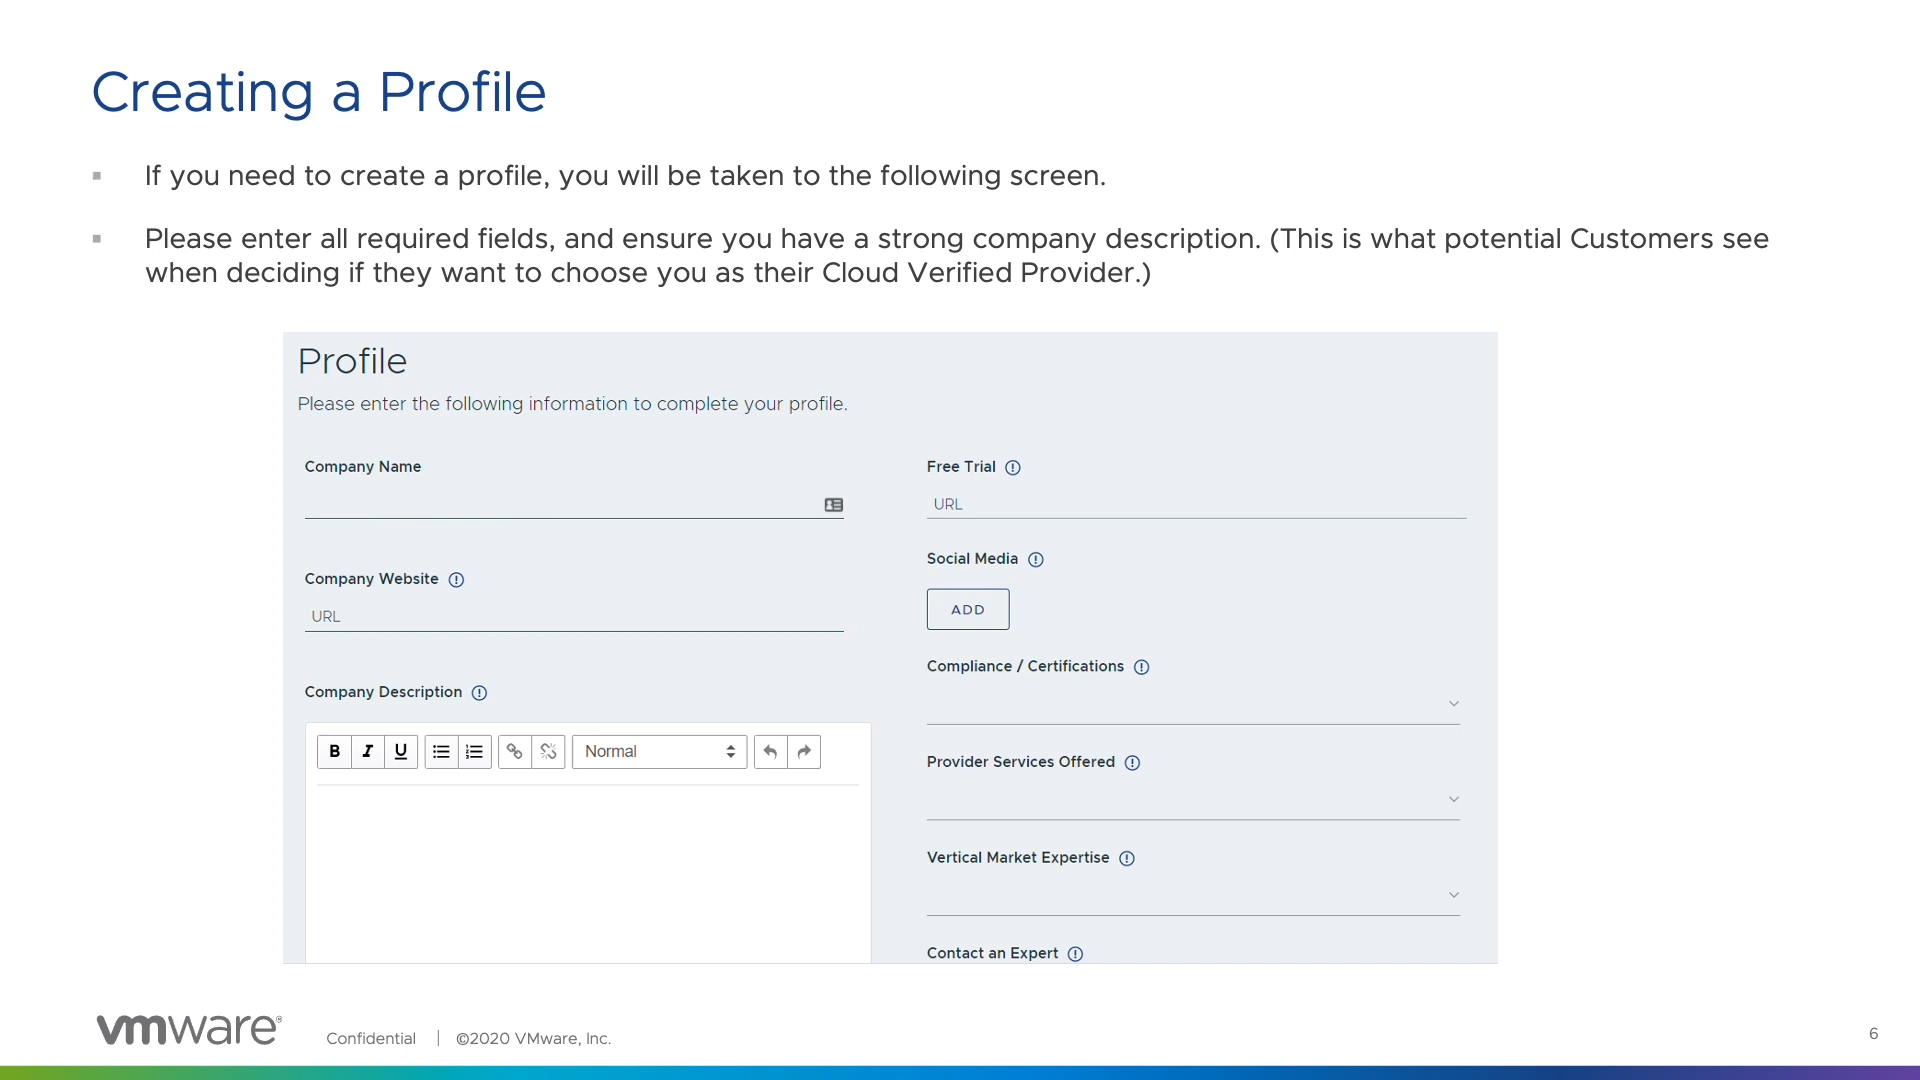 Creating a Profile
▪ If you need to create a profile, you will be taken to the following screen.
▪ Please enter all required fields, and ensure you have a strong company description. (This is what potential Customers see
when deciding if they want to choose you as their Cloud Verified Provider.)
Profile
Please enter the following information to complete your profile.
Company Name
Company Website
URL
Company Description
B I U
Normal
Free Trial
URL
Social Media
ADD
Compliance / Certifications
Provider Services Offered
Vertical Market Expertise
Contact an Expert
vmware®
Confidential | ©2020 VMware, Inc.
6